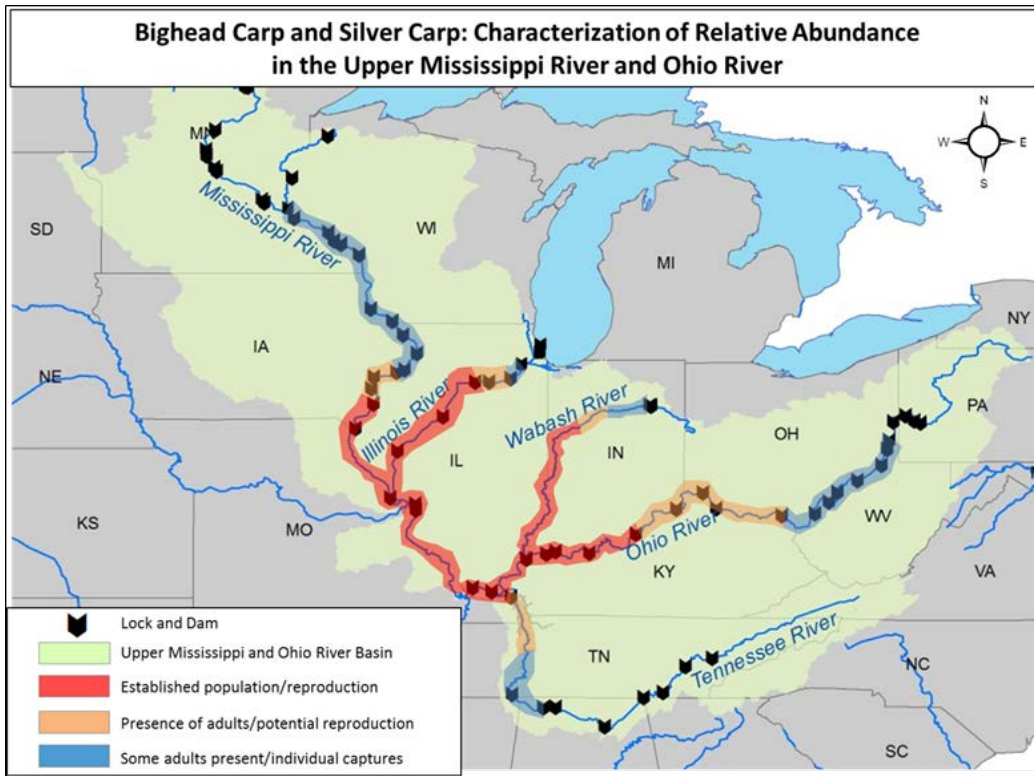 Bighead Carp and Silver Carp: Characterization of Relative Abundance
in the Upper Mississippi River and Ohio River
N
W
E
S
MN
Mississippi River
SD
WI
MI
NY
IA
NE
Illinois River
Wabash River
PA
OH
IL
IN
KS
MO
Ohio River
WV
KY
VA
TN
Tennessee River
NC
SC
Lock and Dam
Upper Mississippi and Ohio River Basin
Established population/reproduction
Presence of adults/potential reproduction
Some adults present/individual captures